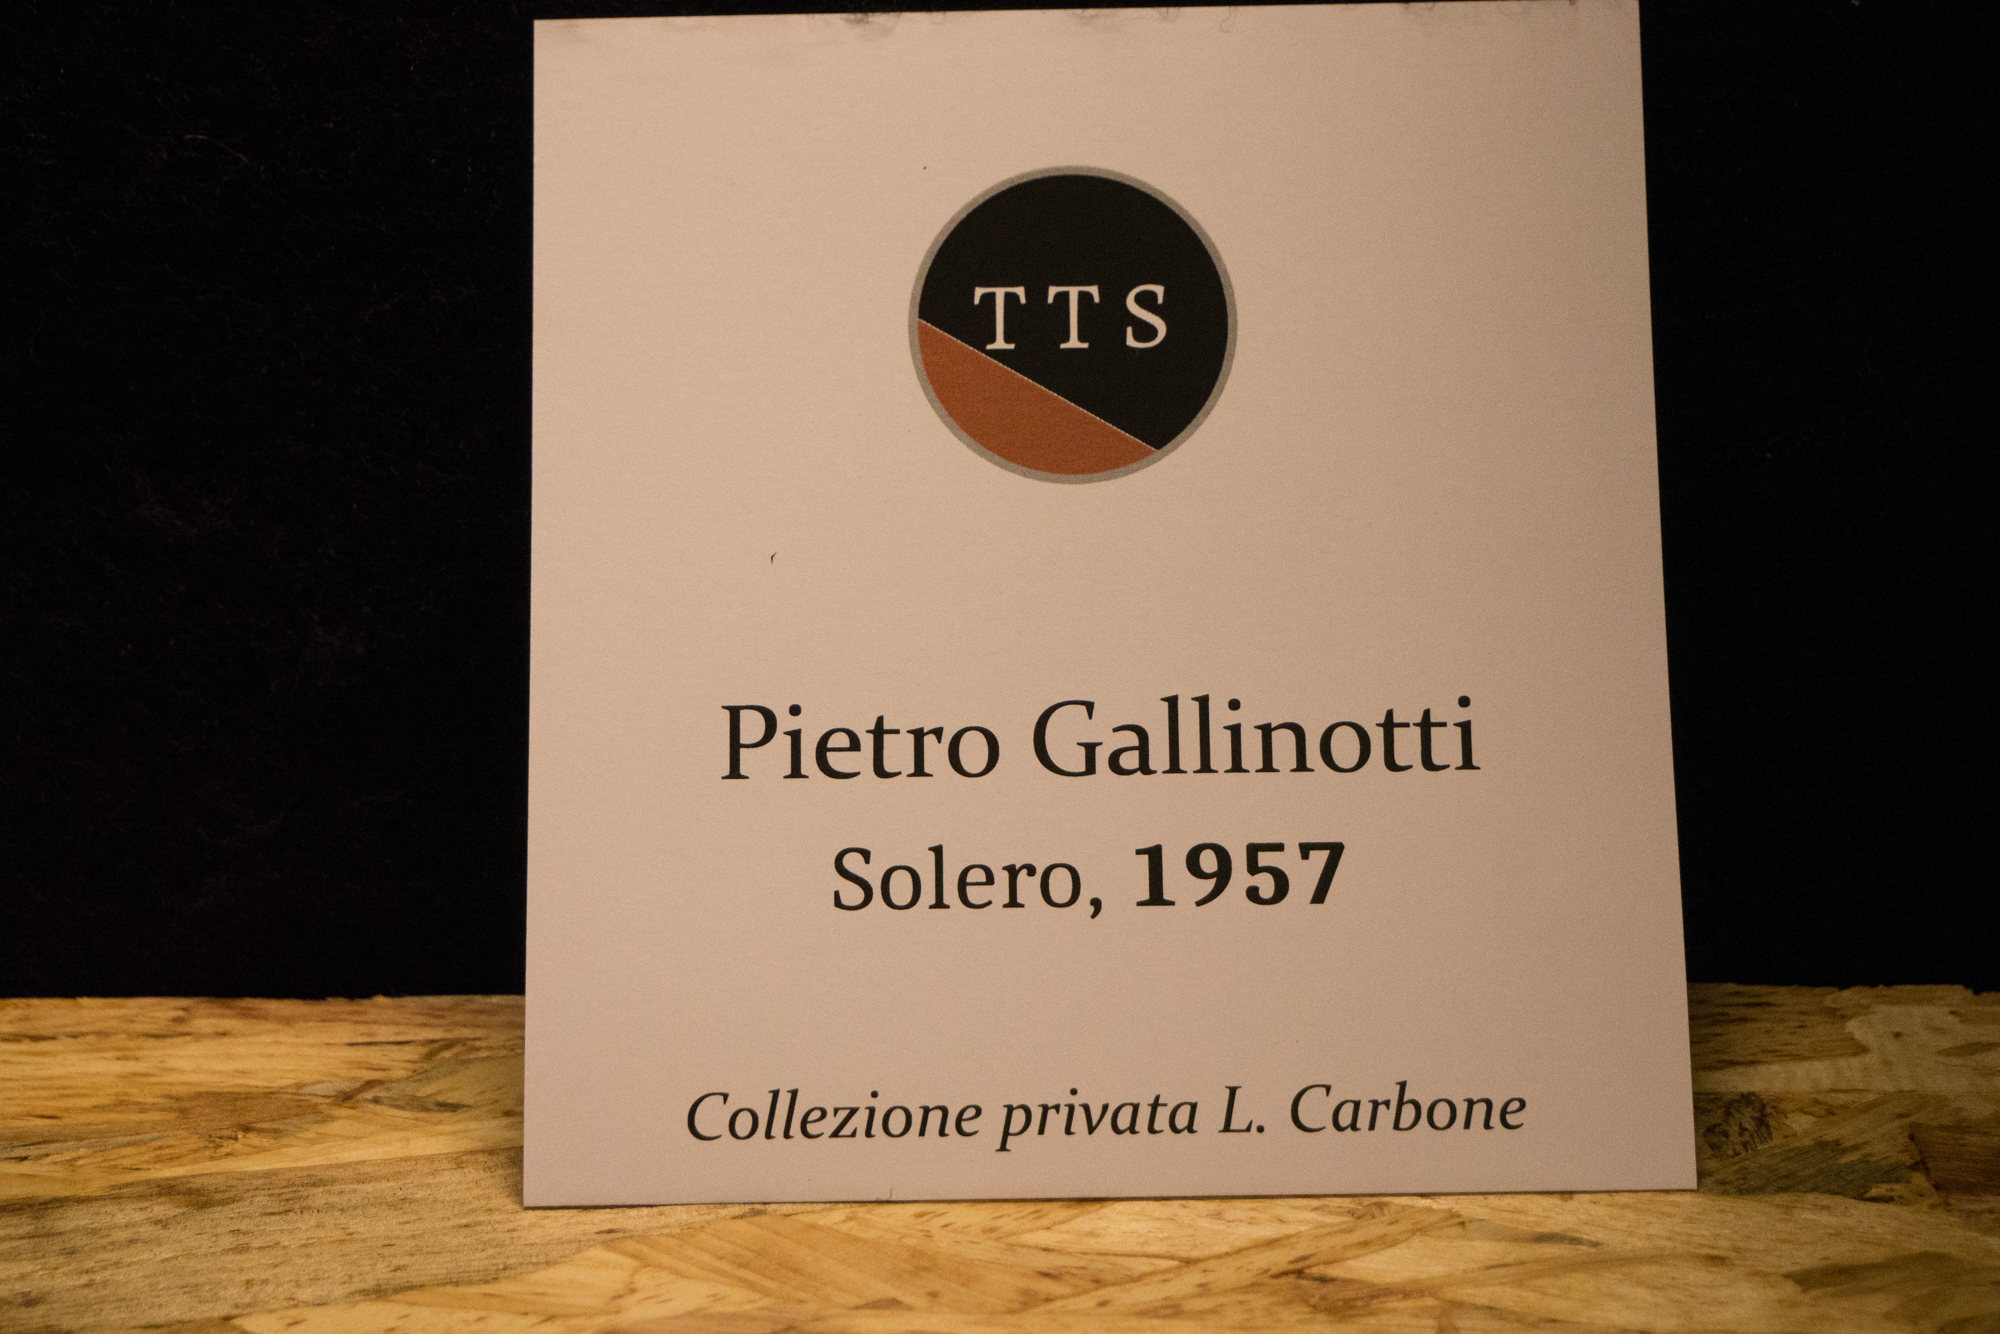 TTS
Pietro Gallinotti
Solero, 1957
Collezione privata L. Carbone